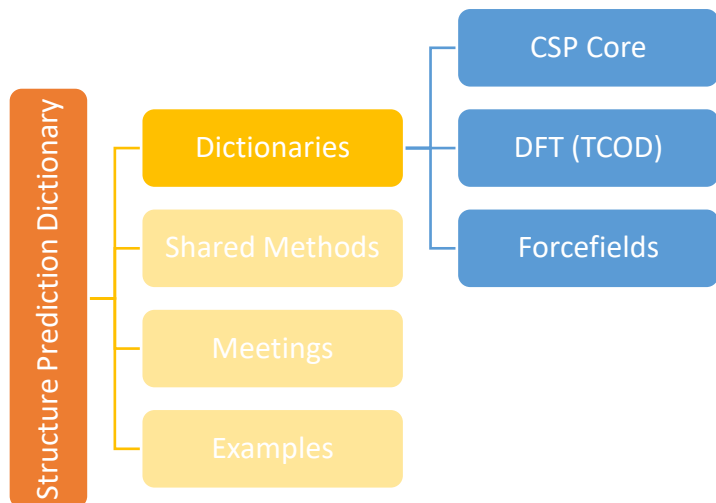 Structure Prediction Dictionary
Dictionaries
Shared Methods
Meetings
Examples
CSP Core
DFT (TCOD)
Forcefields